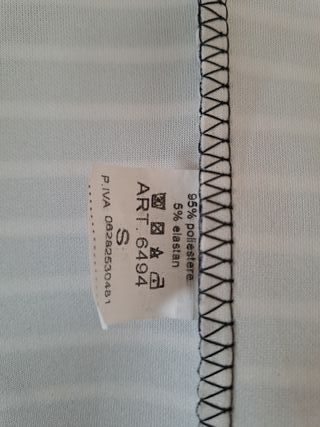 95% poliestere
5% elastan
ART. 6494
S
P.IVA 06282530481